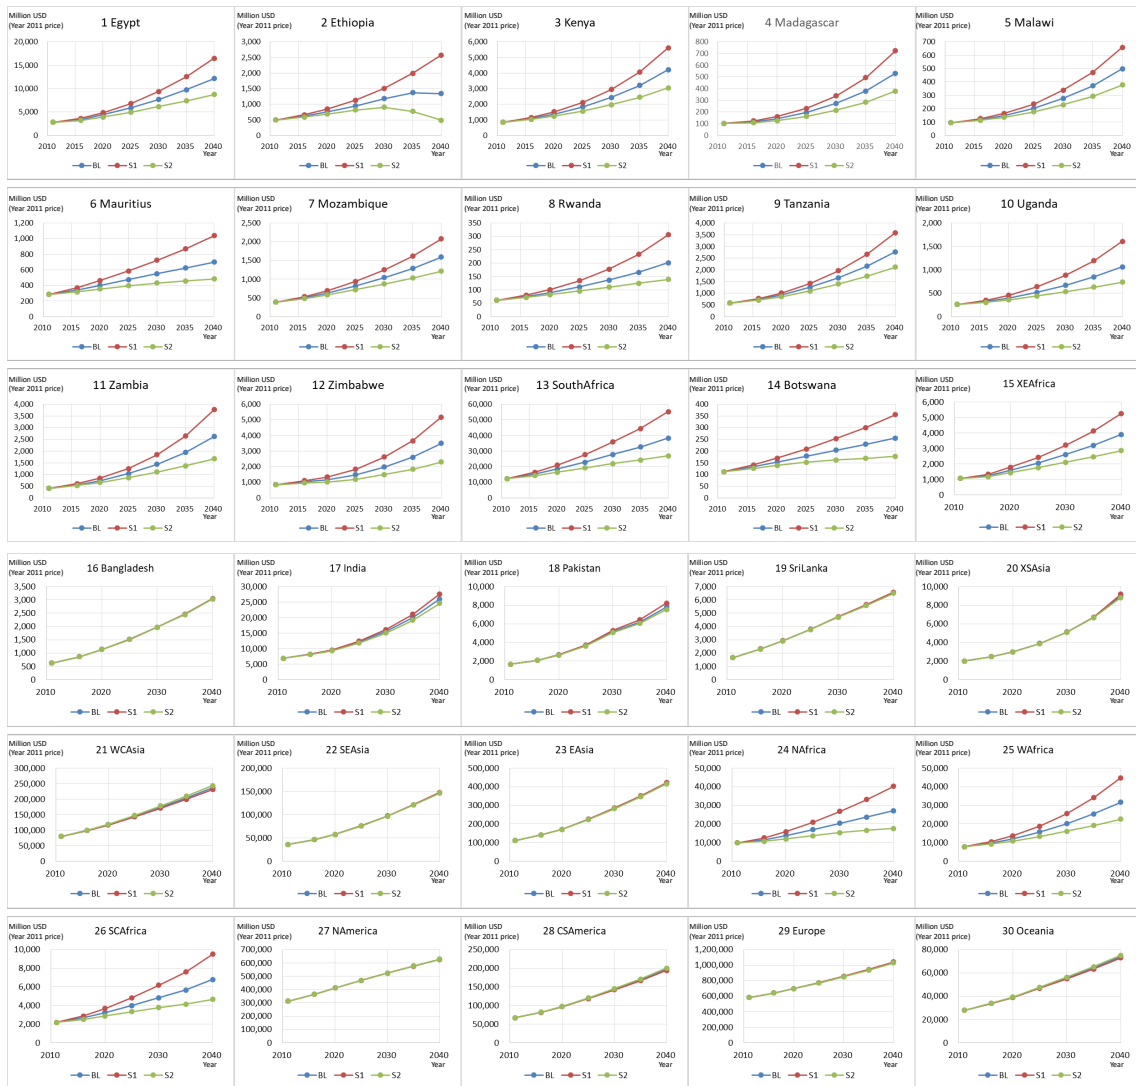 Million USD
(Year 2011 price)
1 Egypt
20,000
15,000
10,000
5,000
0
2010 2015 2020 2025 2030 2035 2040
Year
BL S1 S2
Million USD
(Year 2011 price)
2 Ethiopia
3,000
2,500
2,000
1,500
1,000
500
0
2010 2015 2020 2025 2030 2035 2040
Year
BL S1 S2
Million USD
(Year 2011 price)
3 Kenya
6,000
5,000
4,000
3,000
2,000
1,000
0
2010 2015 2020 2025 2030 2035 2040
Year
BL S1 S2
Million USD
(Year 2011 price)
4 Madagascar
800
700
600
500
400
300
200
100
0
2010 2015 2020 2025 2030 2035 2040
Year
BL S1 S2
Million USD
(Year 2011 price)
5 Malawi
700
600
500
400
300
200
100
0
2010 2015 2020 2025 2030 2035 2040
Year
BL S1 S2
Million USD
(Year 2011 price)
6 Mauritius
1,200
1,000
800
600
400
200
0
2010 2015 2020 2025 2030 2035 2040
Year
BL S1 S2
Million USD
(Year 2011 price)
7 Mozambique
2,500
2,000
1,500
1,000
500
0
2010 2015 2020 2025 2030 2035 2040
Year
BL S1 S2
Million USD
(Year 2011 price)
8 Rwanda
350
300
250
200
150
100
50
0
2010 2015 2020 2025 2030 2035 2040
Year
BL S1 S2
Million USD
(Year 2011 price)
9 Tanzania
4,000
3,500
3,000
2,500
2,000
1,500
1,000
500
0
2010 2015 2020 2025 2030 2035 2040
Year
BL S1 S2
Million USD
(Year 2011 price)
10 Uganda
2,000
1,500
1,000
500
0
2010 2015 2020 2025 2030 2035 2040
Year
BL S1 S2
Million USD
(Year 2011 price)
11 Zambia
4,000
3,500
3,000
2,500
2,000
1,500
1,000
500
0
2010 2015 2020 2025 2030 2035 2040
Year
BL S1 S2
Million USD
(Year 2011 price)
12 Zimbabwe
6,000
5,000
4,000
3,000
2,000
1,000
0
2010 2015 2020 2025 2030 2035 2040
Year
BL S1 S2
Million USD
(Year 2011 price)
13 SouthAfrica
60,000
50,000
40,000
30,000
20,000
10,000
0
2010 2015 2020 2025 2030 2035 2040
Year
BL S1 S2
Million USD
(Year 2011 price)
14 Botswana
400
350
300
250
200
150
100
50
0
2010 2015 2020 2025 2030 2035 2040
Year
BL S1 S2
Million USD
(Year 2011 price)
15 XEAfrica
6,000
5,000
4,000
3,000
2,000
1,000
0
2010 2015 2020 2025 2030 2035 2040
Year
BL S1 S2
Million USD
(Year 2011 price)
16 Bangladesh
3,500
3,000
2,500
2,000
1,500
1,000
500
0
2010 2020 2030 2040
Year
BL S1 S2
Million USD
(Year 2011 price)
17 India
30,000
25,000
20,000
15,000
10,000
5,000
0
2010 2020 2030 2040
Year
BL S1 S2
Million USD
(Year 2011 price)
18 Pakistan
10,000
8,000
6,000
4,000
2,000
0
2010 2020 2030 2040
Year
BL S1 S2
Million USD
(Year 2011 price)
19 SriLanka
7,000
6,000
5,000
4,000
3,000
2,000
1,000
0
2010 2020 2030 2040
Year
BL S1 S2
Million USD
(Year 2011 price)
20 XSAsia
10,000
8,000
6,000
4,000
2,000
0
2010 2020 2030 2040
Year
BL S1 S2
Million USD
(Year 2011 price)
21 WCAsia
300,000
250,000
200,000
150,000
100,000
50,000
0
2010 2020 2030 2040
Year
BL S1 S2
Million USD
(Year 2011 price)
22 SEAsia
200,000
150,000
100,000
50,000
0
2010 2020 2030 2040
Year
BL S1 S2
Million USD
(Year 2011 price)
23 EAsia
500,000
400,000
300,000
200,000
100,000
0
2010 2020 2030 2040
Year
BL S1 S2
Million USD
(Year 2011 price)
24 NAfrica
50,000
40,000
30,000
20,000
10,000
0
2010 2020 2030 2040
Year
BL S1 S2
Million USD
(Year 2011 price)
25 WAfrica
50,000
40,000
30,000
20,000
10,000
0
2010 2020 2030 2040
Year
BL S1 S2
Million USD
(Year 2011 price)
26 SCAfrica
10,000
8,000
6,000
4,000
2,000
0
2010 2020 2030 2040
Year
BL S1 S2
Million USD
(Year 2011 price)
27 NAmerica
700,000
600,000
500,000
400,000
300,000
200,000
100,000
0
2010 2020 2030 2040
Year
BL S1 S2
Million USD
(Year 2011 price)
28 CSAmerica
250,000
200,000
150,000
100,000
50,000
0
2010 2020 2030 2040
Year
BL S1 S2
Million USD
(Year 2011 price)
29 Europe
1,200,000
1,000,000
800,000
600,000
400,000
200,000
0
2010 2020 2030 2040
Year
BL S1 S2
Million USD
(Year 2011 price)
30 Oceania
80,000
60,000
40,000
20,000
0
2010 2020 2030 2040
Year
BL S1 S2